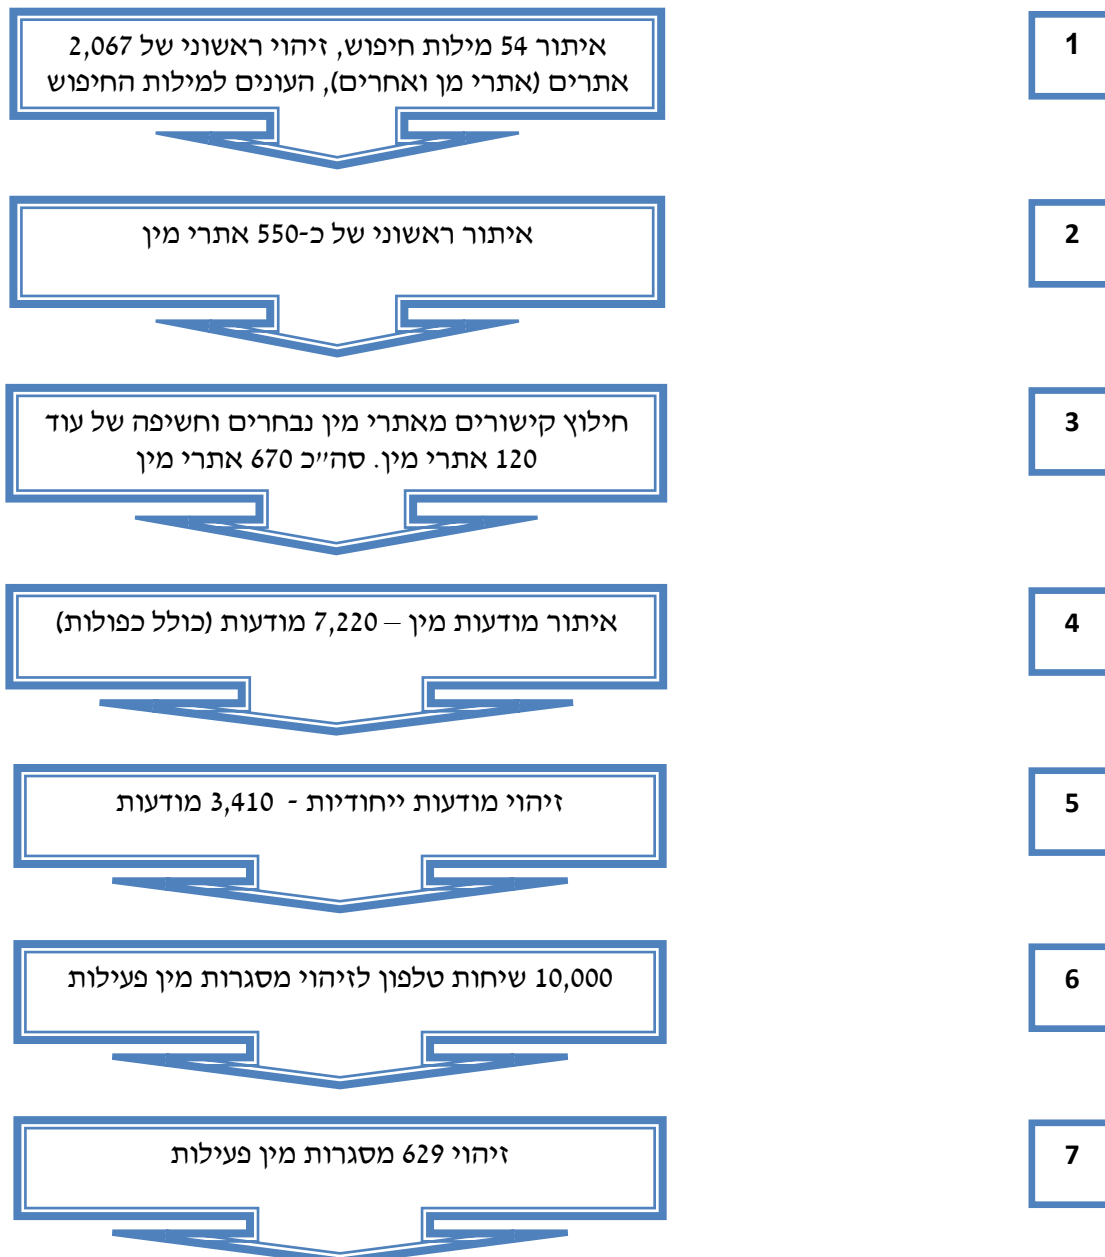 1
איתור 54 מילות חיפוש, זיהוי ראשוני של 2,067
אתרים (אתרי מן ואחרים), העונים למילות החיפוש
2
איתור ראשוני של כ-550 אתרי מין
3
חילוץ קישורים מאתרי מין נבחרים וחשיפה של עוד
120 אתרי מין. סה״כ 670 אתרי מין
4
איתור מודעות מין – 7,220 מודעות (כולל כפולות)
5
זיהוי מודעות ייחודיות - 3,410 מודעות
6
10,000 שיחות טלפון לזיהוי מסגרות מין פעילות
7
זיהוי 629 מסגרות מין פעילות